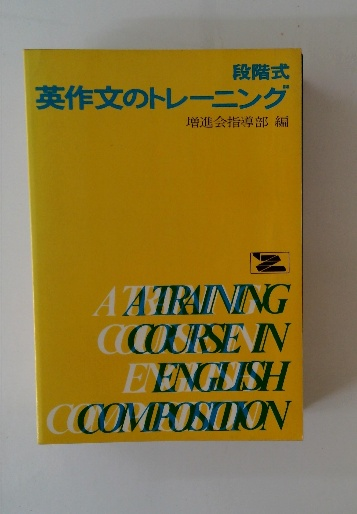 段階式
英作文のトレーニング
増進会指導部 編
Z
A TRAINING
COURSE IN
ENGLISH
COMPOSITION